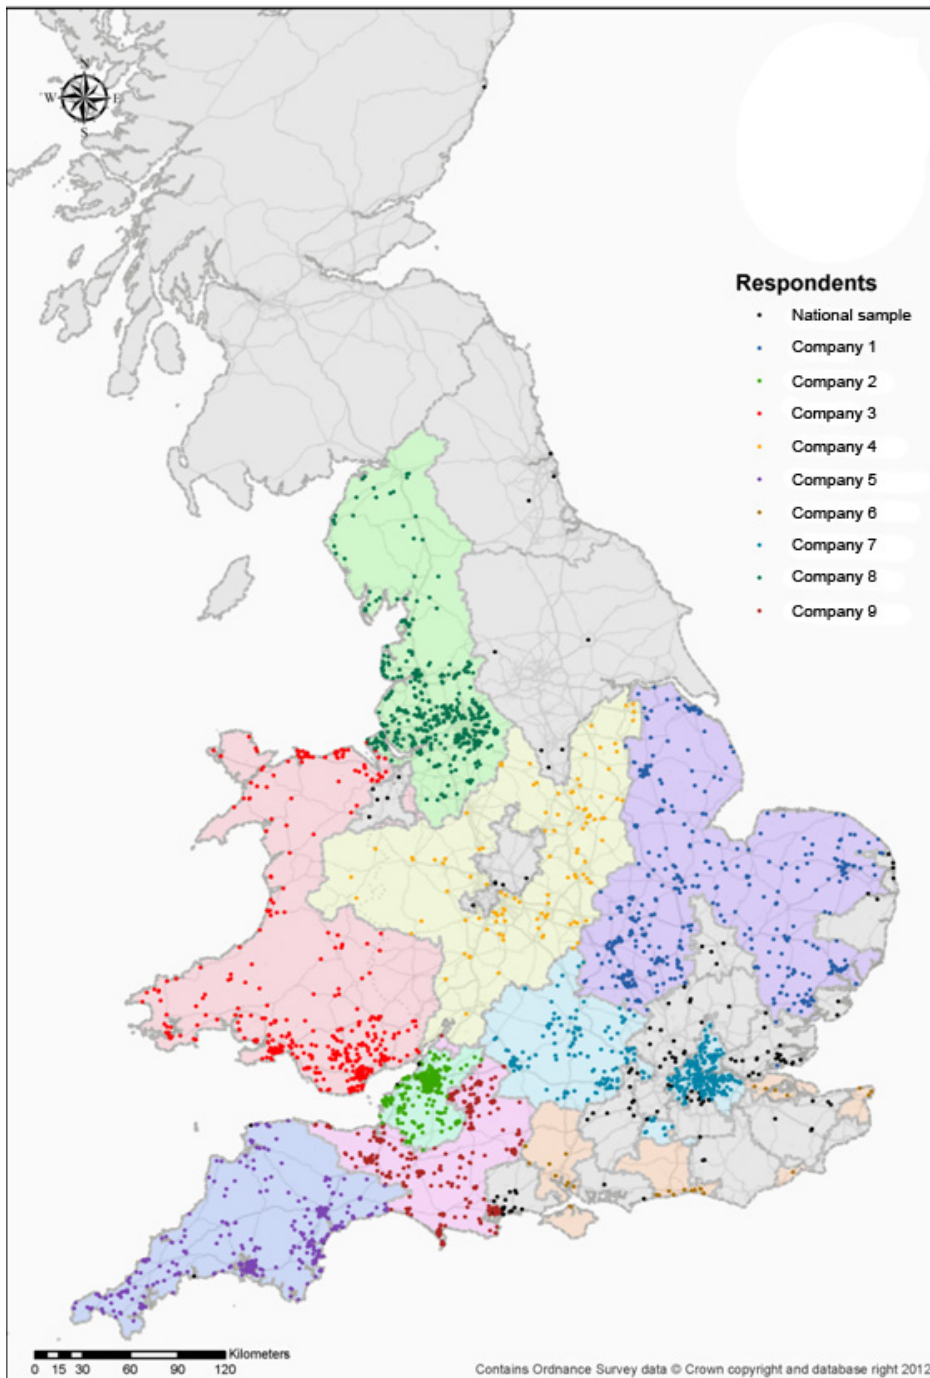 N
W E
S
Respondents
National sample
Company 1
Company 2
Company 3
Company 4
Company 5
Company 6
Company 7
Company 8
Company 9
Kilometers
0 15 30 60 90 120
Contains Ordnance Survey data © Crown copyright and database right 2012